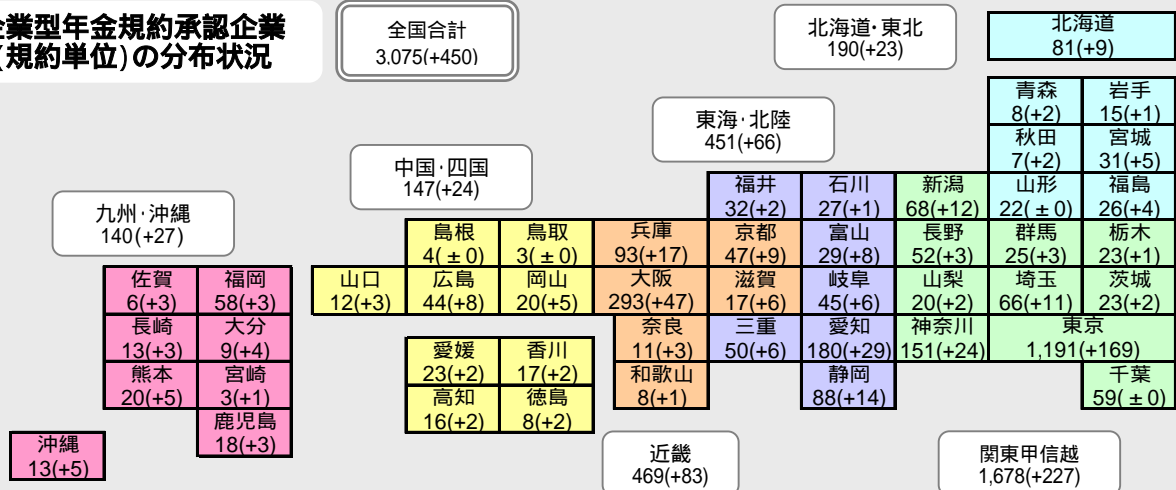 企業型年金規約承認企業
(規約単位)の分布状況
全国合計
3,075(+450)
北海道・東北
190(+23)
北海道
81(+9)
青森
8(+2)
岩手
15(+1)
東海・北陸
451(+66)
秋田
7(+2)
宮城
31(+5)
中国・四国
147(+24)
福井
32(+2)
石川
27(+1)
新潟
68(+12)
山形
22(±0)
福島
26(+4)
九州・沖縄
140(+27)
島根
4(±0)
鳥取
3(±0)
兵庫
93(+17)
京都
47(+9)
富山
29(+8)
長野
52(+3)
群馬
25(+3)
栃木
23(+1)
佐賀
6(+3)
福岡
58(+3)
山口
12(+3)
広島
44(+8)
岡山
20(+5)
大阪
293(+47)
滋賀
17(+6)
岐阜
45(+6)
山梨
20(+2)
埼玉
66(+11)
茨城
23(+2)
長崎
13(+3)
大分
9(+4)
奈良
11(+3)
三重
50(+6)
愛知
180(+29)
神奈川
151(+24)
東京
1,191(+169)
愛媛
23(+2)
香川
17(+2)
熊本
20(+5)
宮崎
3(+1)
和歌山
8(+1)
静岡
88(+14)
千葉
59(±0)
高知
16(+2)
徳島
8(+2)
鹿児島
18(+3)
沖縄
13(+5)
近畿
469(+83)
関東甲信越
1,678(+227)